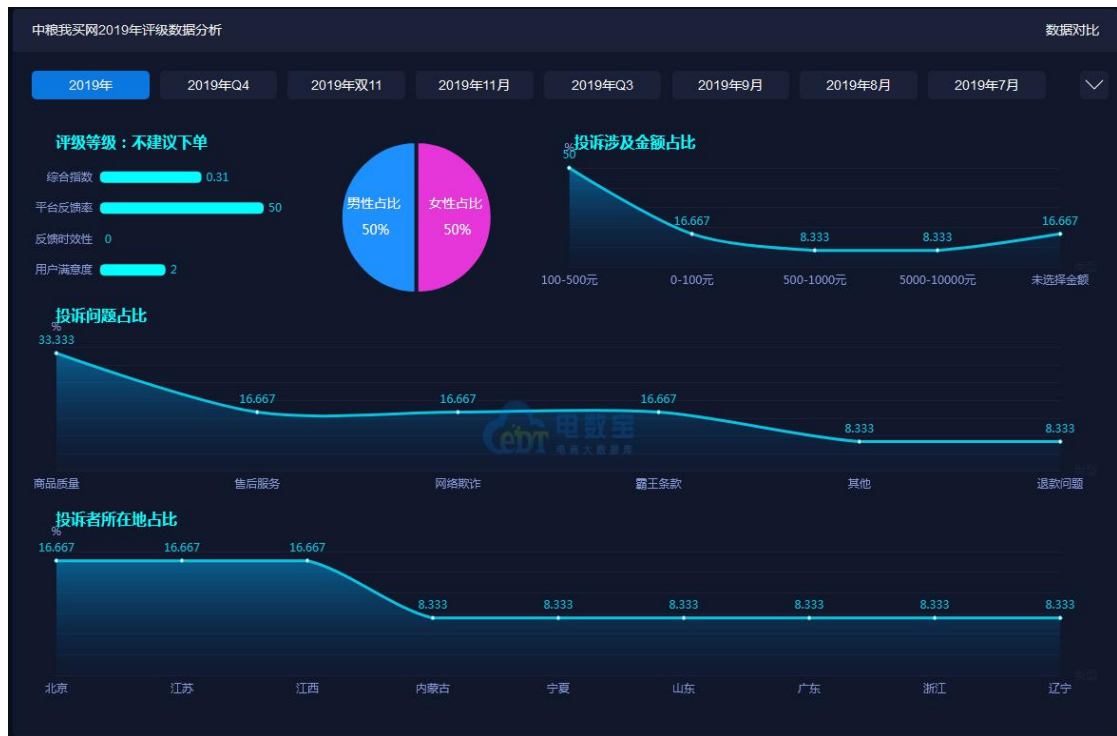 中粮我买网2019年评级数据分析
数据对比
2019年
2019年Q4
2019年双11
2019年11月
2019年Q3
2019年9月
2019年8月
2019年7月
评级等级：不建议下单
综合指数 0.31
平台反馈率 50
反馈时效性 0
用户满意度 2
男性占比
50%
女性占比
50%
投诉涉及金额占比
%
50
16.667
8.333
8.333
16.667
100-500元
0-100元
500-1000元
5000-10000元
未选择金额
投诉问题占比
%
33.333
16.667
16.667
16.667
8.333
8.333
ebT 电数宝
电商大数据库
商品质量
售后服务
网络欺诈
霸王条款
其他
退款问题
投诉者所在地占比
%
16.667
16.667
16.667
8.333
8.333
8.333
8.333
8.333
8.333
北京
江苏
江西
内蒙古
宁夏
山东
广东
浙江
辽宁